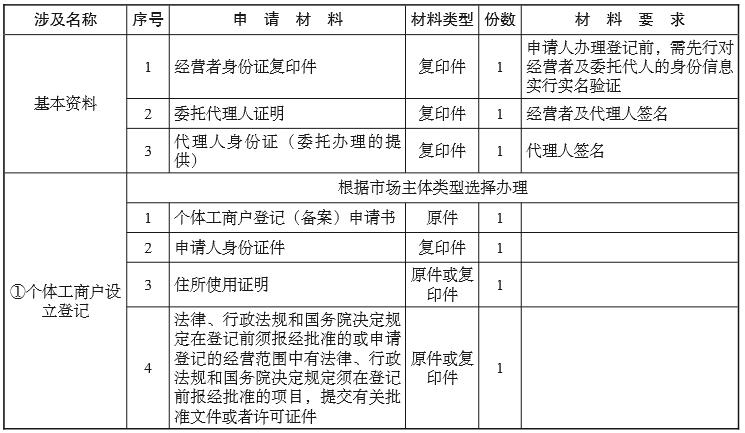 涉及名称 序号 申 请 材 料 材料类型 份数 材 料 要 求
基本资料
1 经营者身份证复印件 复印件 1 申请人办理登记前，需先行对
经营者及委托代人的身份信息
实行实名验证
2 委托代理人证明 复印件 1 经营者及代理人签名
3 代理人身份证（委托办理的提
供） 复印件 1 代理人签名
①个体工商户设
立登记
根据市场主体类型选择办理
1 个体工商户登记（备案）申请书 原件 1
2 申请人身份证件 复印件 1
3 住所使用证明 原件或复
印件 1
4 法律、行政法规和国务院决定规
定在登记前须报经批准的或申请
登记的经营范围中有法律、行政
法规和国务院决定规定须在登记
前报经批准的项目，提交有关批
准文件或者许可证件
原件或复
印件 1